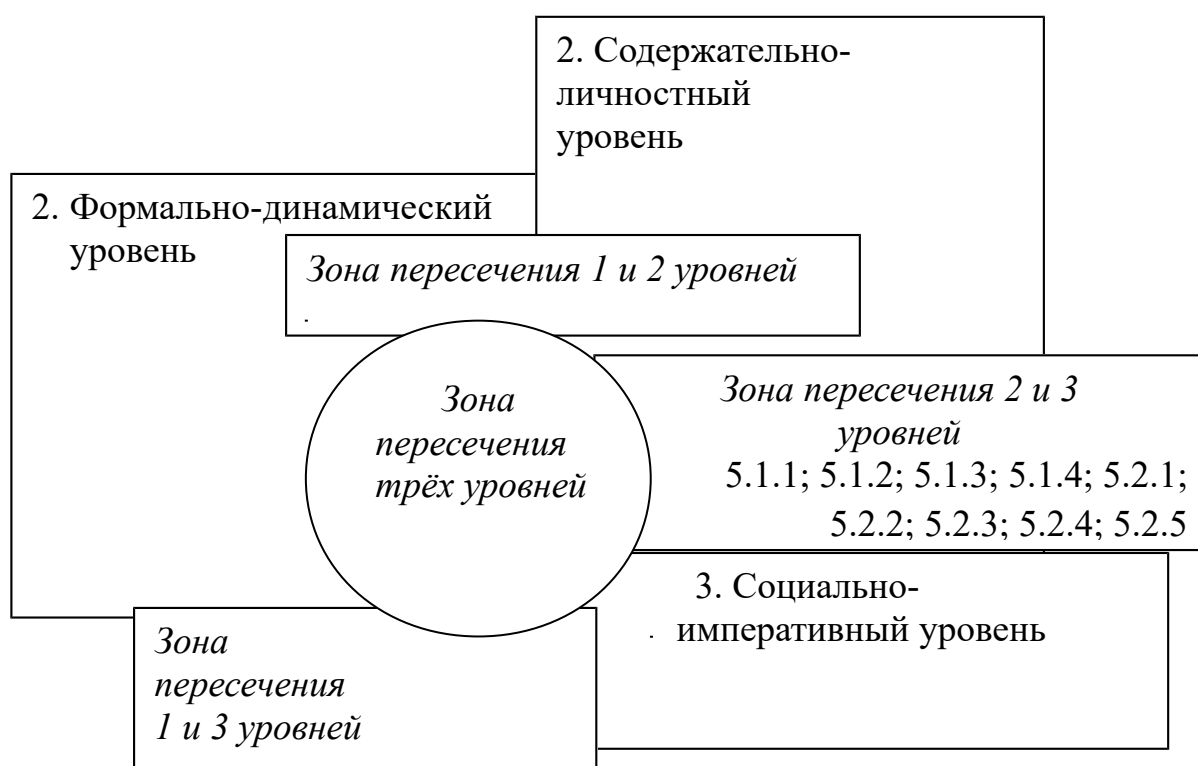 2. Содержательно-
личностный
уровень
2. Формально-динамический
уровень
Зона пересечения 1 и 2 уровней
.
Зона
пересечения
трёх уровней
Зона пересечения 2 и 3
уровней
5.1.1; 5.1.2; 5.1.3; 5.1.4; 5.2.1;
5.2.2; 5.2.3; 5.2.4; 5.2.5
3. Социально-
. императивный уровень
Зона
пересечения
1 и 3 уровней